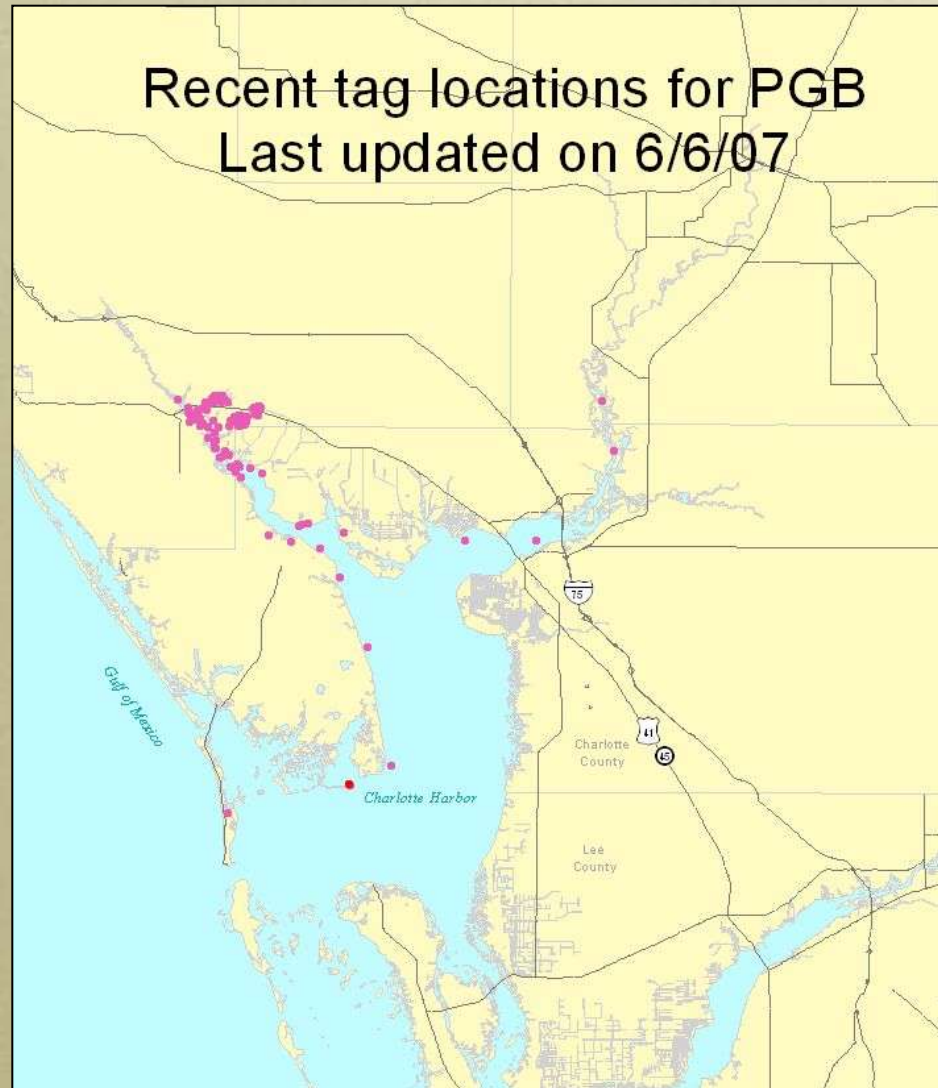 Recent tag locations for PGB
Last updated on 6/6/07
75
Gulf of Mexico
41
45
Charlotte
County
Charlotte Harbor
Lee
County